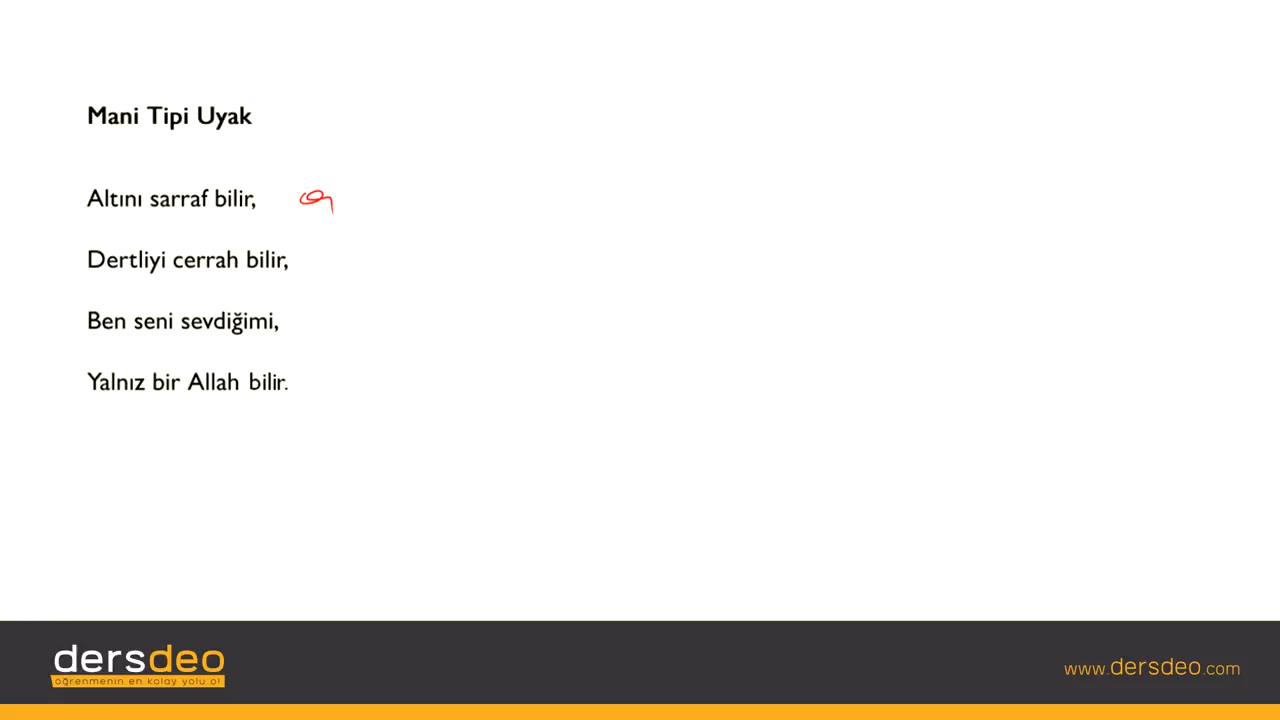 Mani Tipi Uyak
Altını sarraf bilir, a
Dertliyi cerrah bilir,
Ben seni sevdiğimi,
Yalnız bir Allah bilir.
dersdeo
öğrenmenin en kolay yolu o!
www.dersdeo.com